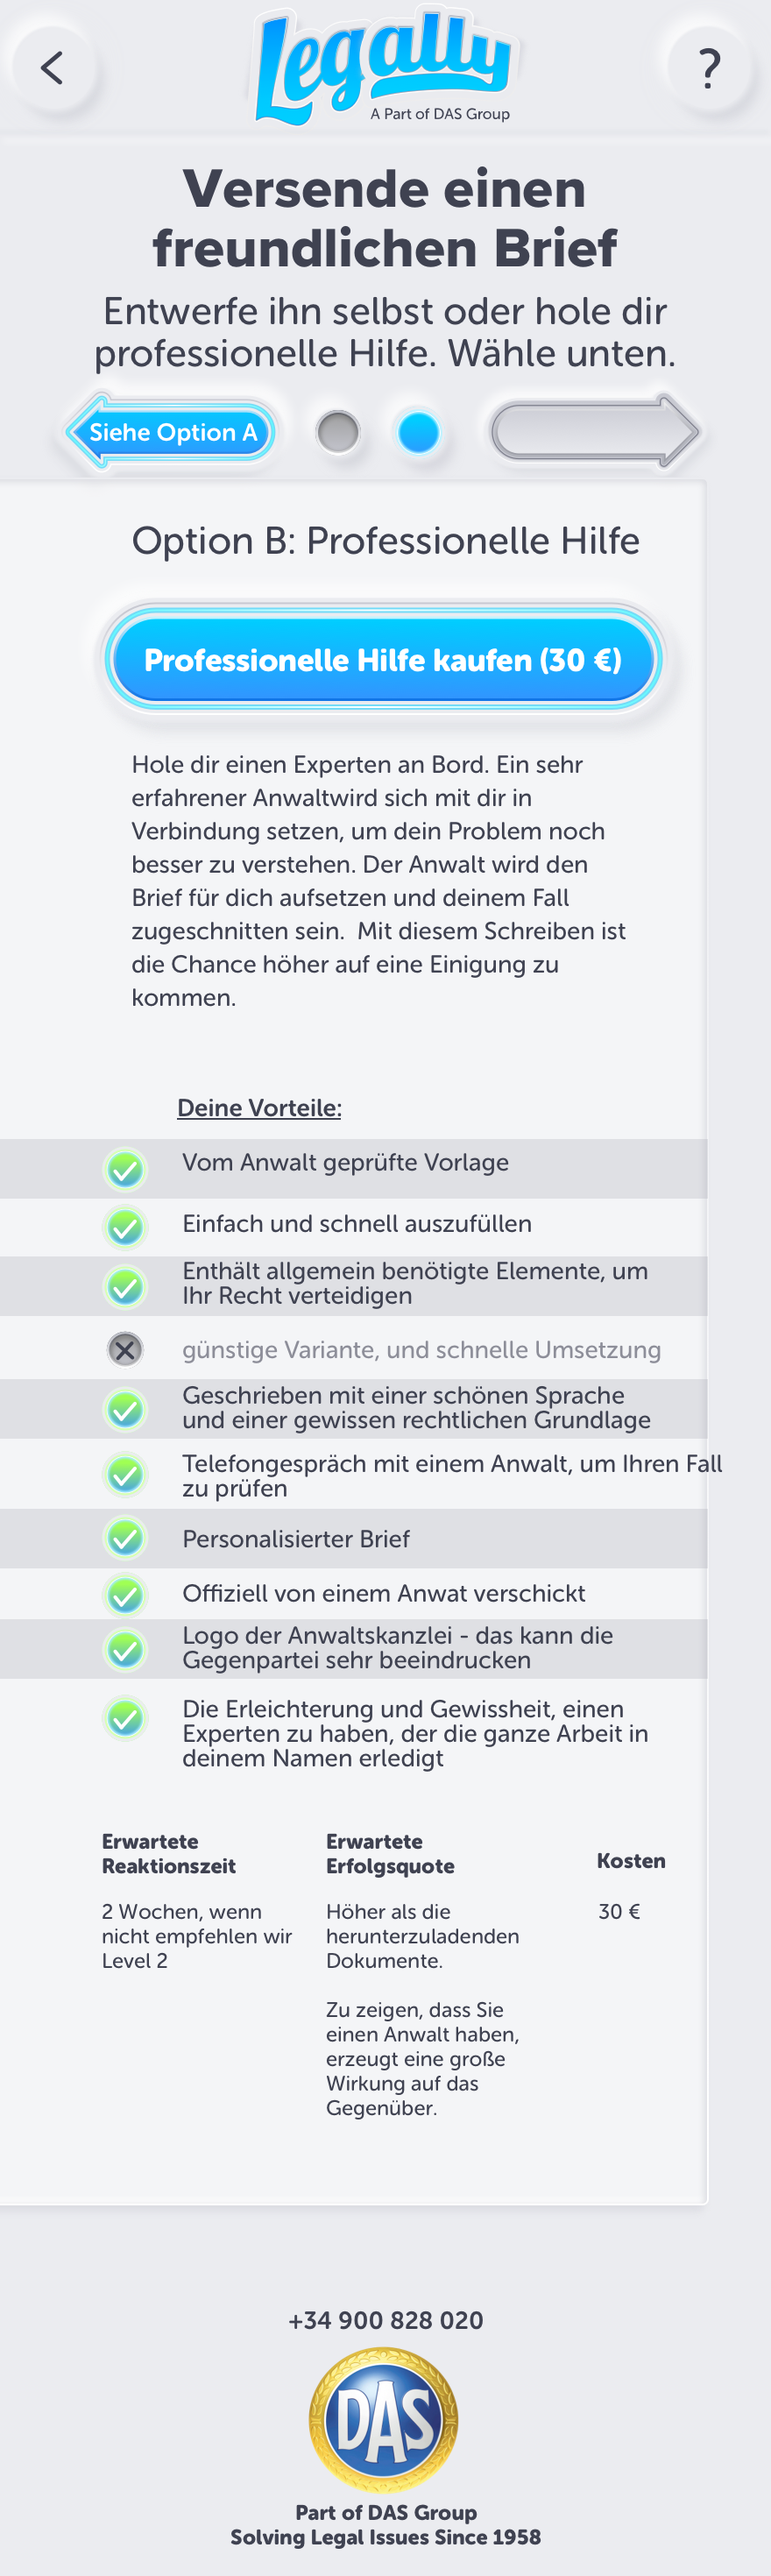 Legally
A Part of DAS Group
?
Versende einen
freundlichen Brief
Entwerfe ihn selbst oder hole dir
professionelle Hilfe. Wähle unten.
Siehe Option A
Option B: Professionelle Hilfe
Professionelle Hilfe kaufen (30 €)
Hole dir einen Experten an Bord. Ein sehr
erfahrener Anwaltwird sich mit dir in
Verbindung setzen, um dein Problem noch
besser zu verstehen. Der Anwalt wird den
Brief für dich aufsetzen und deinem Fall
zugeschnitten sein.  Mit diesem Schreiben ist
die Chance höher auf eine Einigung zu
kommen.
Deine Vorteile:
Vom Anwalt geprüfte Vorlage
Einfach und schnell auszufüllen
Enthält allgemein benötigte Elemente, um
Ihr Recht verteidigen
günstige Variante, und schnelle Umsetzung
Geschrieben mit einer schönen Sprache
und einer gewissen rechtlichen Grundlage
Telefongespräch mit einem Anwalt, um Ihren Fall
zu prüfen
Personalisierter Brief
Offiziell von einem Anwat verschickt
Logo der Anwaltskanzlei - das kann die
Gegenpartei sehr beeindrucken
Die Erleichterung und Gewissheit, einen
Experten zu haben, der die ganze Arbeit in
deinem Namen erledigt
Erwartete
Reaktionszeit
2 Wochen, wenn
nicht empfehlen wir
Level 2
Erwartete
Erfolgsquote
Höher als die
herunterzuladenden
Dokumente.
Zu zeigen, dass Sie
einen Anwalt haben,
erzeugt eine große
Wirkung auf das
Gegenüber.
Kosten
30 €
+34 900 828 020
DAS
Part of DAS Group
Solving Legal Issues Since 1958